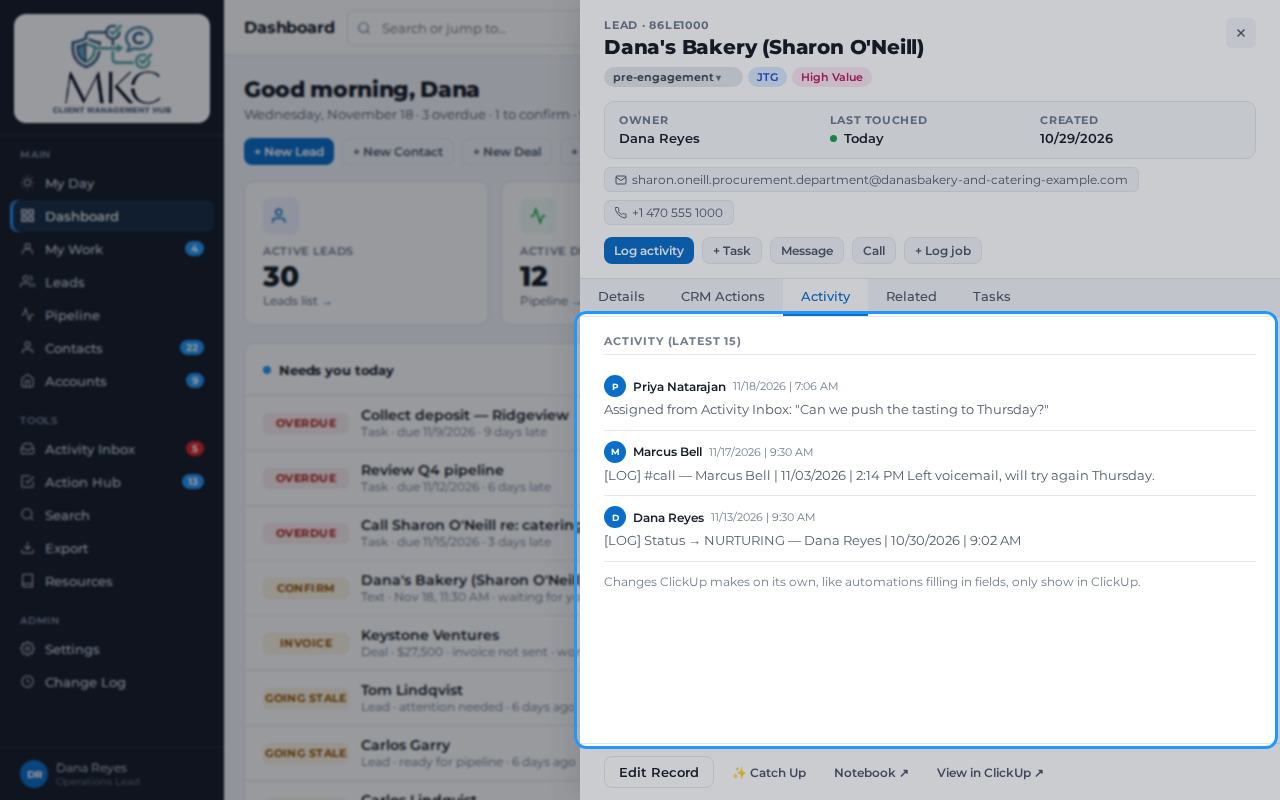 MKC
CLIENT MANAGEMENT HUB
MAIN
My Day
Dashboard
My Work 4
Leads
Pipeline
Contacts 22
Accounts 9
TOOLS
Activity Inbox 5
Action Hub 13
Search
Export
Resources
ADMIN
Settings
Change Log
DR
Dana Reyes
Operations Lead
Dashboard
Search or jump to...
Good morning, Dana
Wednesday, November 18 · 3 overdue · 1 to confirm ·
+ New Lead
+ New Contact
+ New Deal
+
ACTIVE LEADS
30
Leads list →
ACTIVE D
12
Pipeline →
Needs you today
OVERDUE
Collect deposit — Ridgeview
Task · due 11/9/2026 · 9 days late
OVERDUE
Review Q4 pipeline
Task · due 11/12/2026 · 6 days late
OVERDUE
Call Sharon O'Neill re: catering
Task · due 11/15/2026 · 3 days late
CONFIRM
Dana's Bakery (Sharon O'Neill
Text · Nov 18, 11:30 AM · waiting for
INVOICE
Keystone Ventures
Deal · $27,500 · invoice not sent ·
GOING STALE
Tom Lindqvist
Lead · attention needed · 6 days ago
GOING STALE
Carlos Garry
Lead · ready for pipeline · 6 days ago
Carlos Lindquist
LEAD · 86LE1000
Dana's Bakery (Sharon O'Neill)
×
pre-engagement ▾
JTG
High Value
OWNER
Dana Reyes
LAST TOUCHED
Today
CREATED
10/29/2026
sharon.oneill.procurement.department@danasbakery-and-catering-example.com
+1 470 555 1000
Log activity
+ Task
Message
Call
+ Log job
Details
CRM Actions
Activity
Related
Tasks
ACTIVITY (LATEST 15)
P Priya Natarajan 11/18/2026 | 7:06 AM
Assigned from Activity Inbox: "Can we push the tasting to Thursday?"
M Marcus Bell 11/17/2026 | 9:30 AM
[LOG] #call — Marcus Bell | 11/03/2026 | 2:14 PM Left voicemail, will try again Thursday.
D Dana Reyes 11/13/2026 | 9:30 AM
[LOG] Status → NURTURING — Dana Reyes | 10/30/2026 | 9:02 AM
Changes ClickUp makes on its own, like automations filling in fields, only show in ClickUp.
Edit Record
✨ Catch Up
Notebook ↗
View in ClickUp ↗